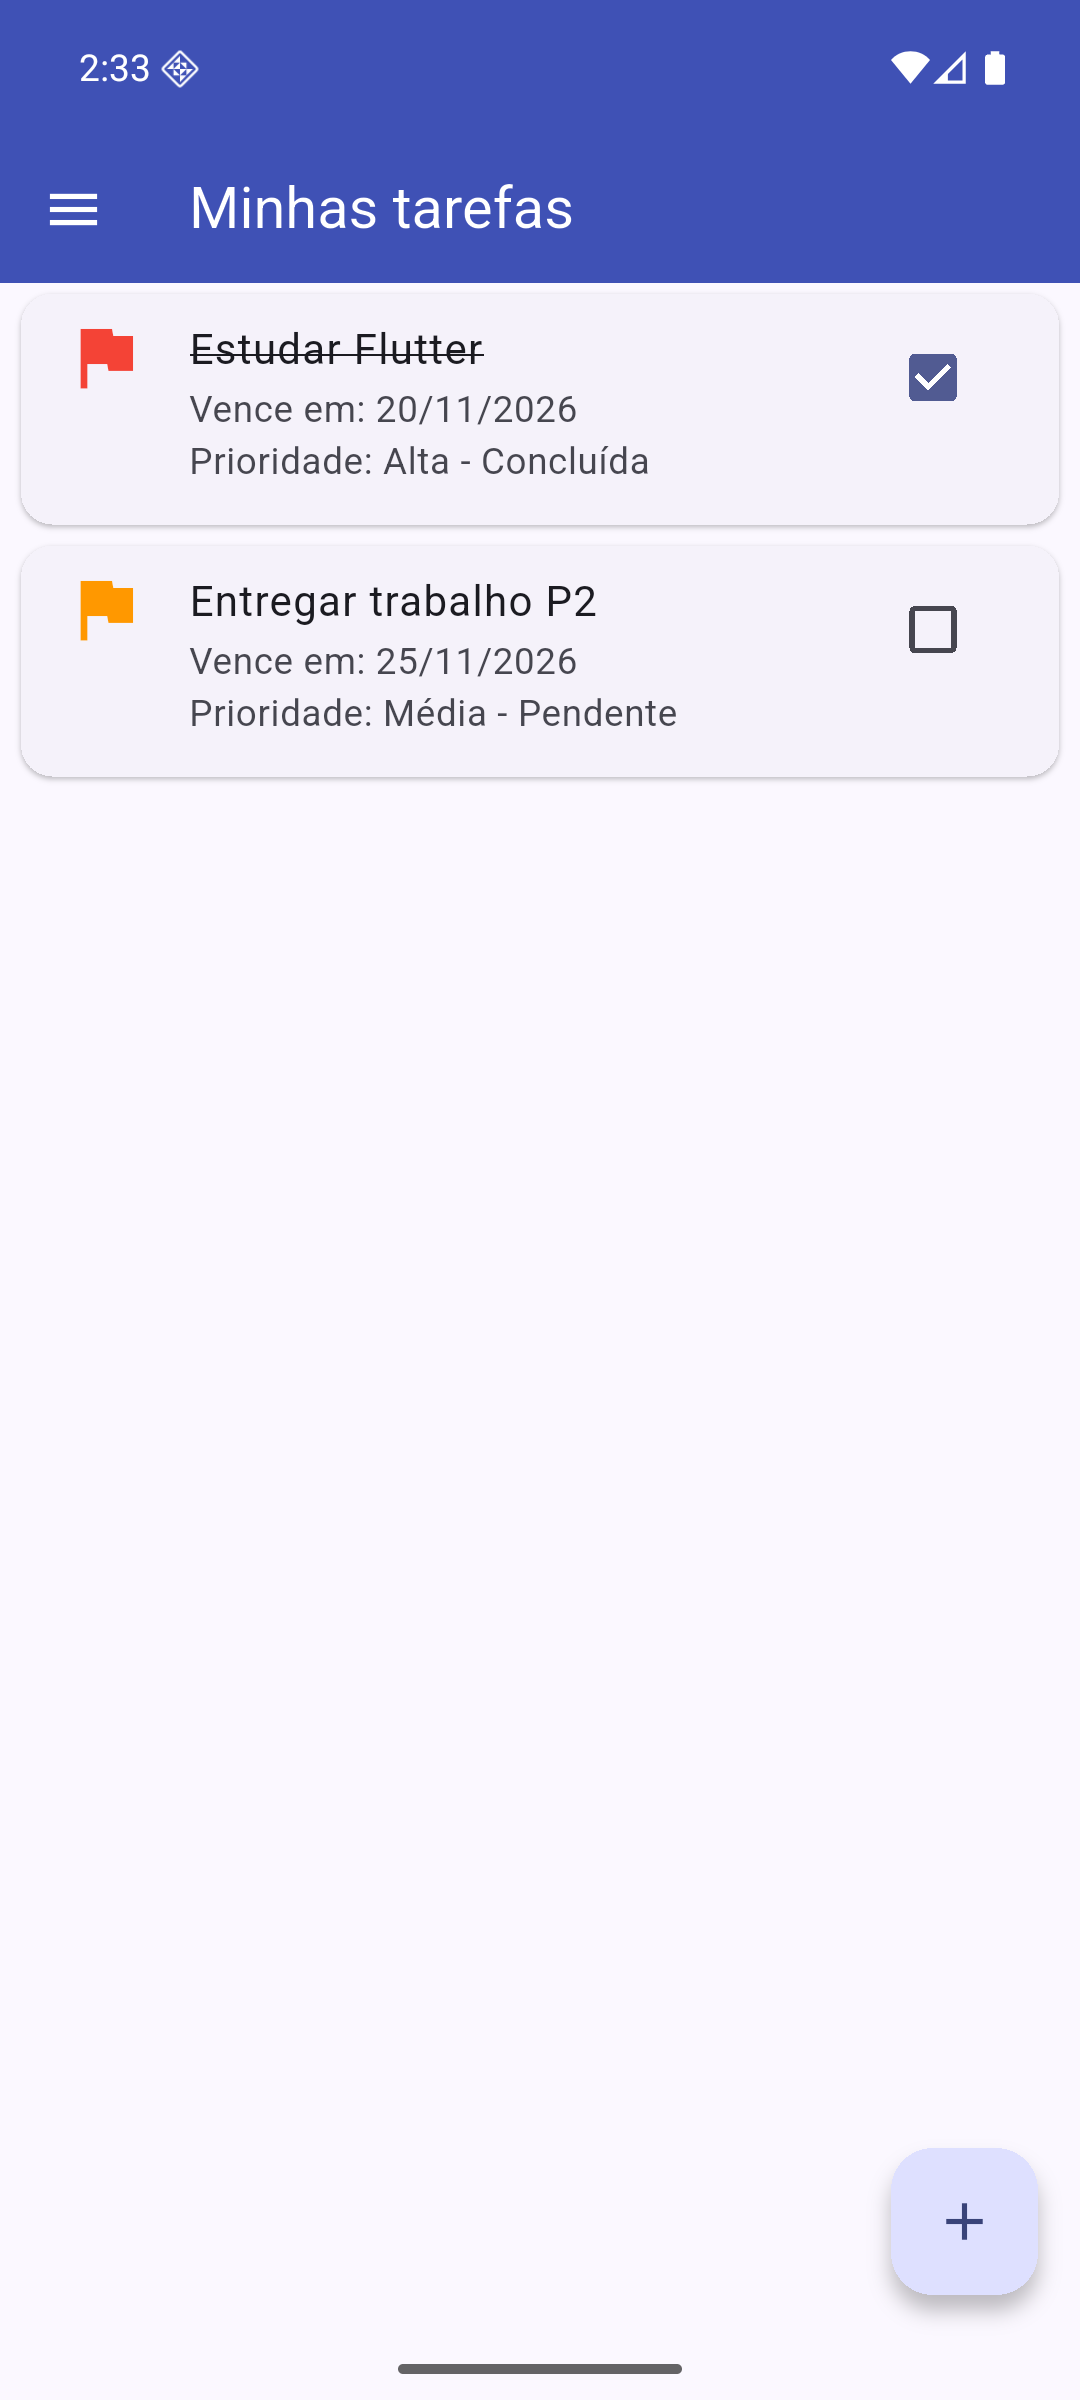 2:33
Minhas tarefas
Estudar Flutter
Vence em: 20/11/2026
Prioridade: Alta - Concluída
Entregar trabalho P2
Vence em: 25/11/2026
Prioridade: Média - Pendente